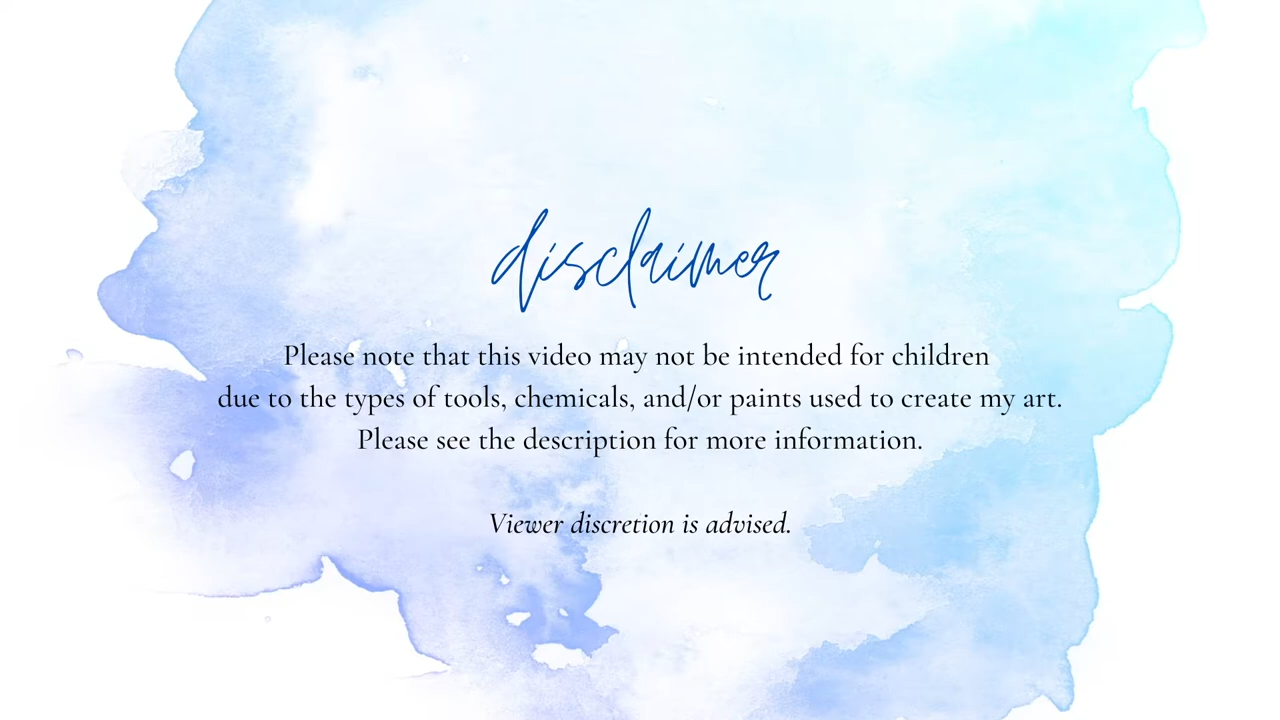 disclaimer
Please note that this video may not be intended for children
due to the types of tools, chemicals, and/or paints used to create my art.
Please see the description for more information.
Viewer discretion is advised.